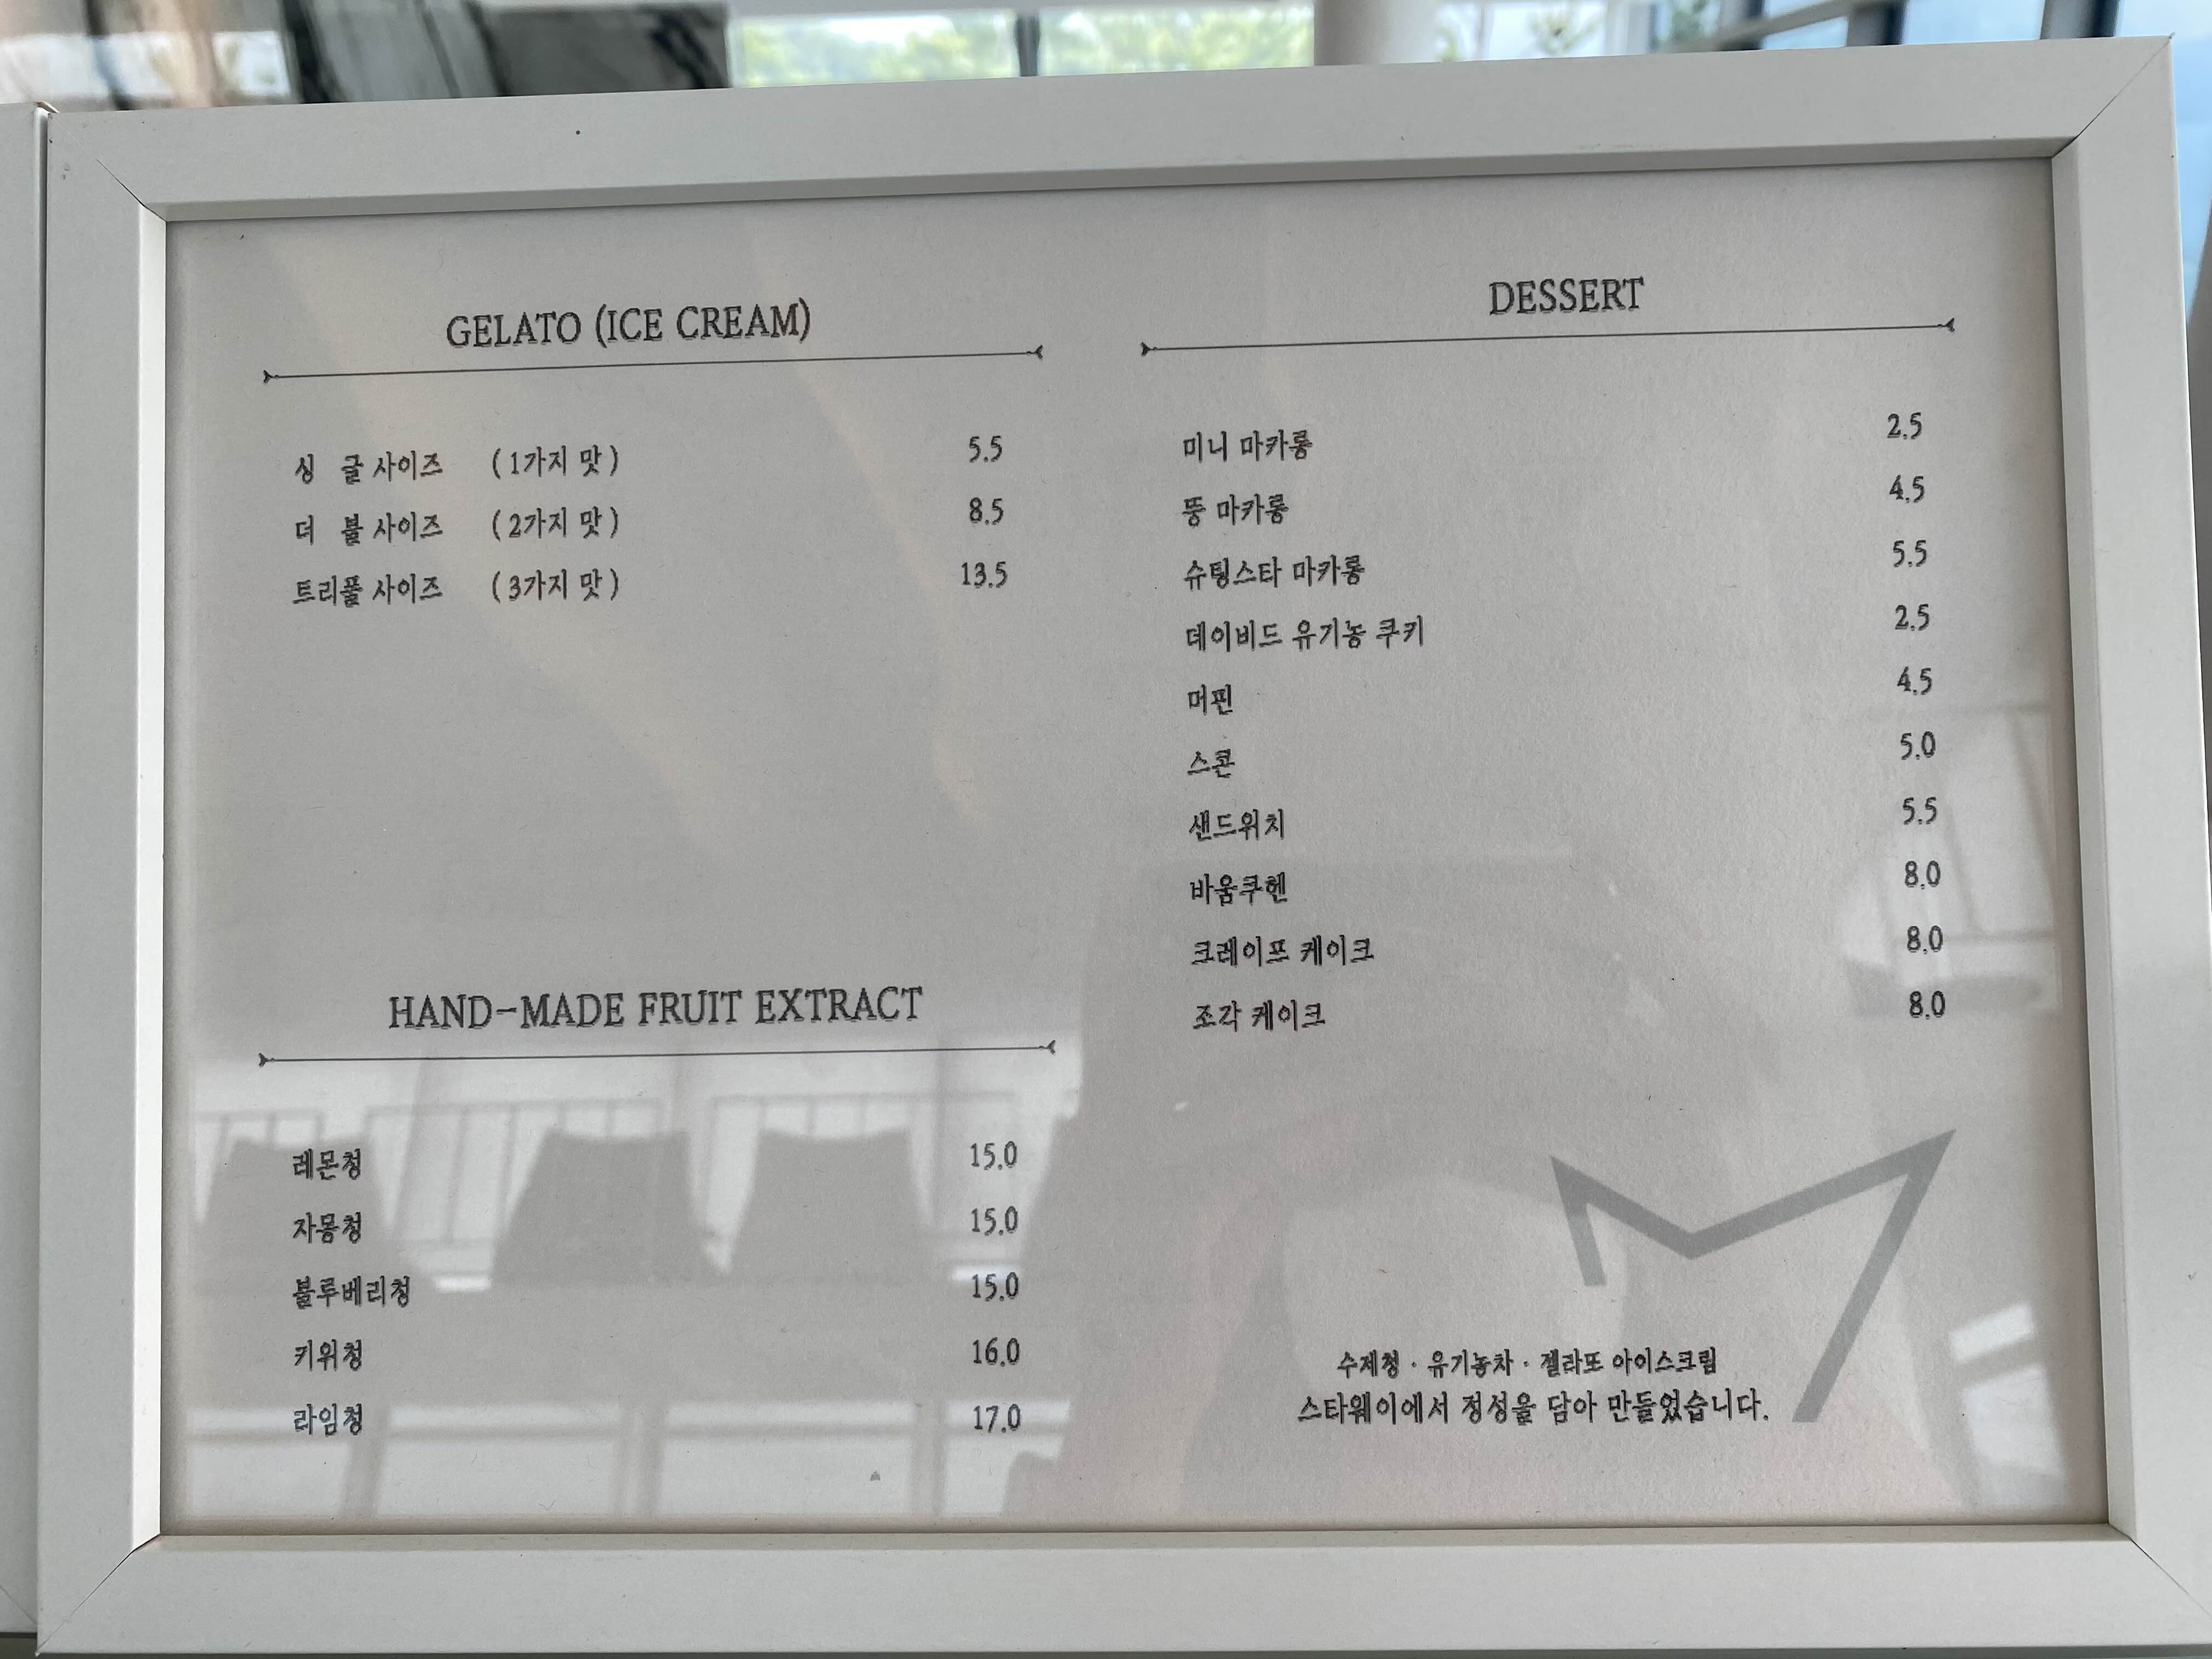 GELATO (ICE CREAM)
싱 글 사이즈 ( 1가지 맛 ) 5.5
더 블 사이즈 ( 2가지 맛 ) 8.5
트리플 사이즈 ( 3가지 맛 ) 13.5
HAND-MADE FRUIT EXTRACT
레몬청 15.0
자몽청 15.0
블루베리청 15.0
키위청 16.0
라임청 17.0
DESSERT
미니 마카롱 2.5
뚱 마카롱 4.5
슈팅스타 마카롱 5.5
데이비드 유기농 쿠키 2.5
머핀 4.5
스콘 5.0
샌드위치 5.5
바움쿠헨 8.0
크레이프 케이크 8.0
조각 케이크 8.0
수제청 · 유기농차 · 젤라또 아이스크림
스타웨이에서 정성을 담아 만들었습니다.